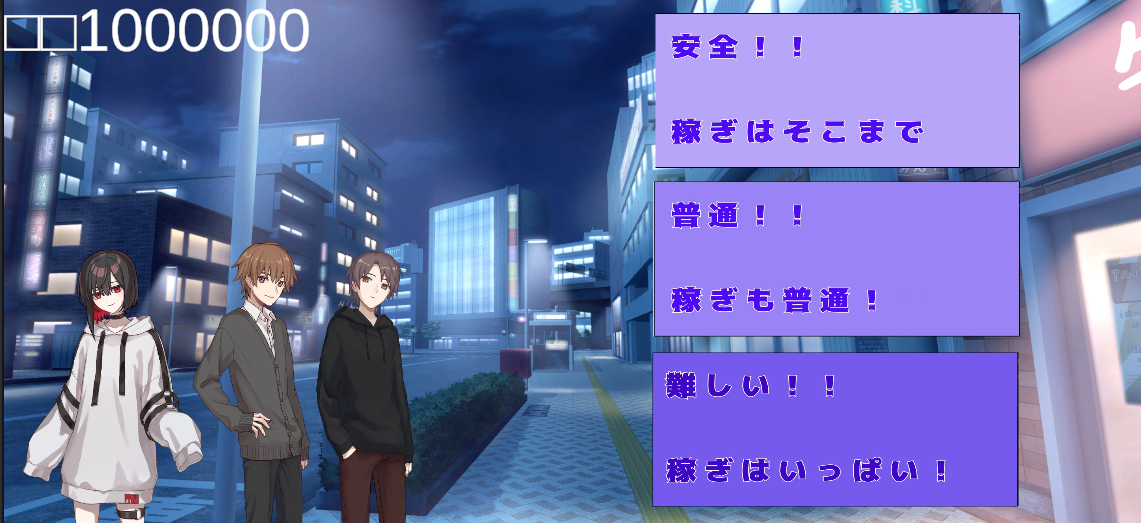 □□1000000
安全！！
稼ぎはそこまで
普通！！
稼ぎも普通！
難しい！！
稼ぎはいっぱい！
科